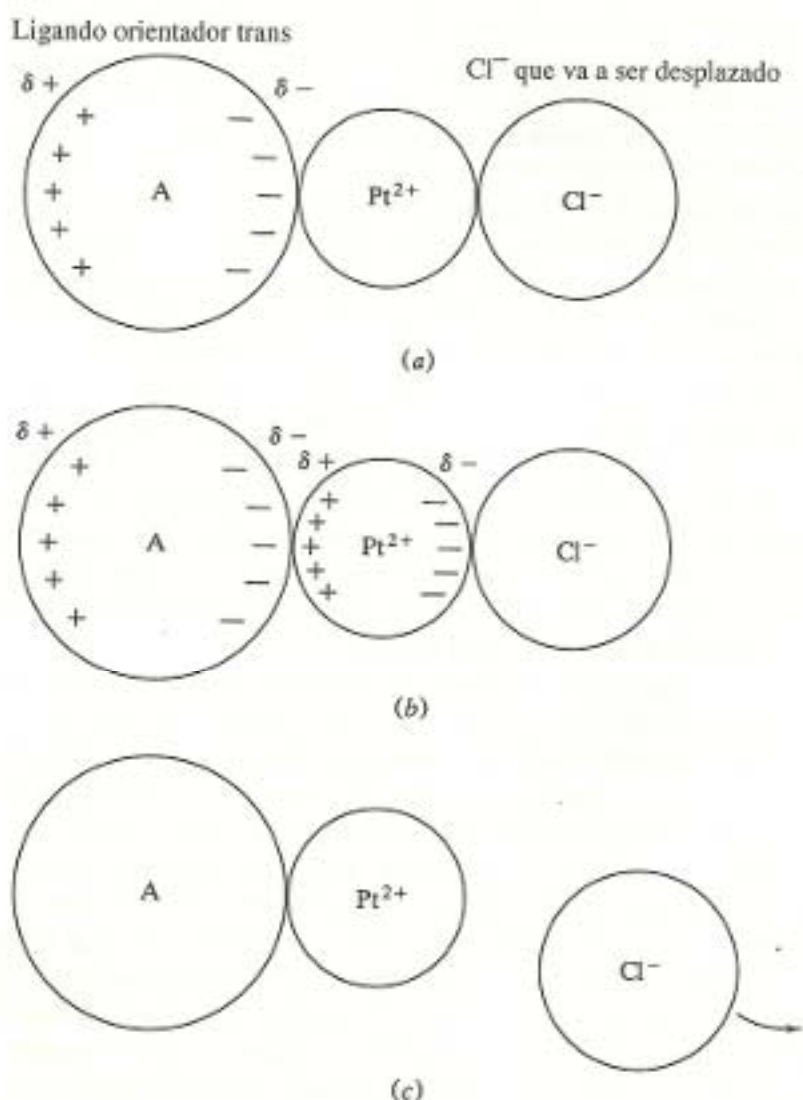 Ligando orientador trans
Cl⁻ que va a ser desplazado
δ + δ −
+ −
+ −
+ A − Pt²⁺ Cl⁻
+ −
+ −
(a)
δ + δ −
δ + δ −
+ − + −
+ − + −
+ A − + Pt²⁺ − Cl⁻
+ − + −
+ − + −
(b)
A Pt²⁺
Cl⁻
(c)